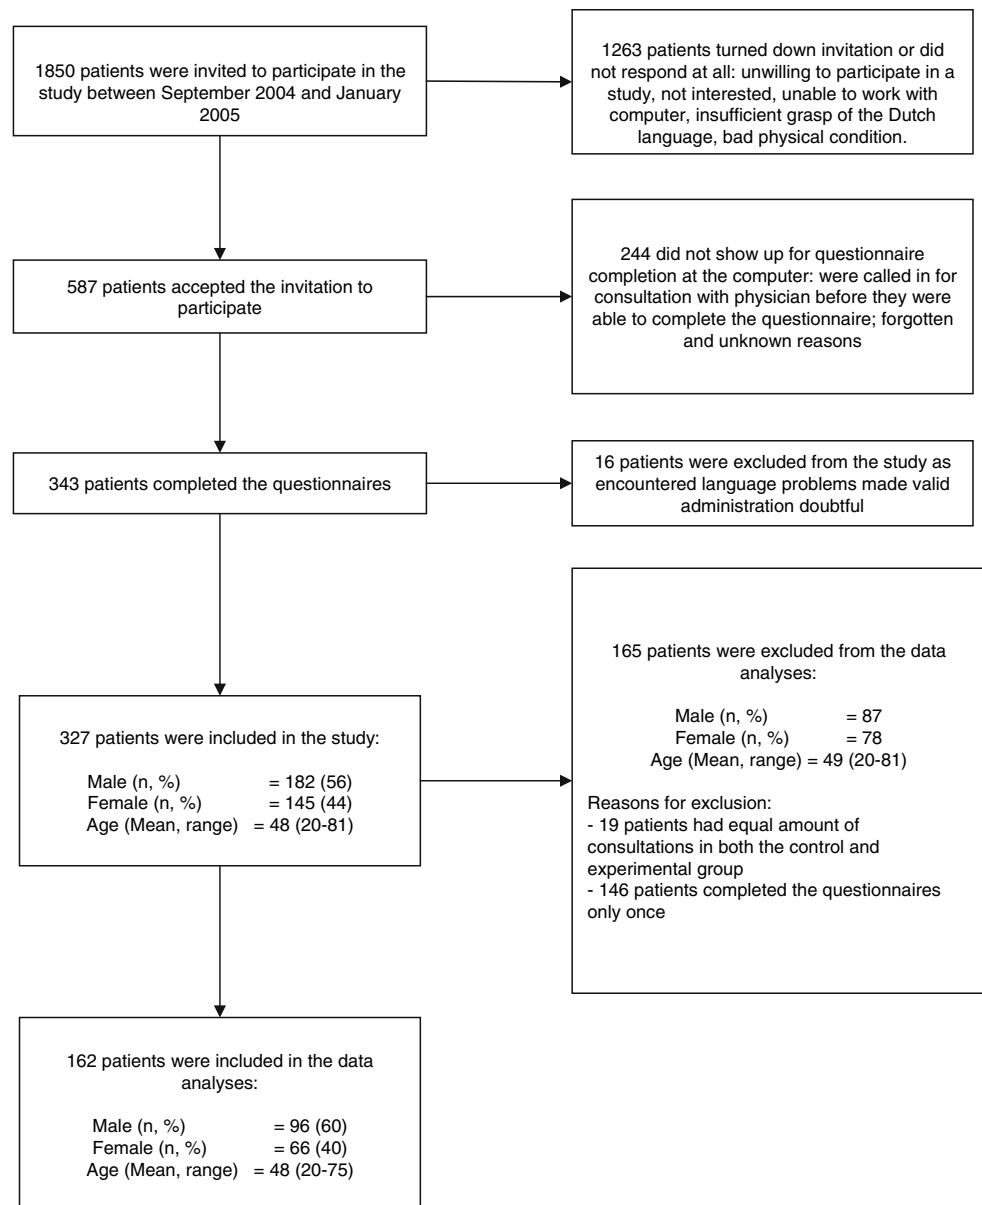 1850 patients were invited to participate in the
study between September 2004 and January
2005
1263 patients turned down invitation or did
not respond at all: unwilling to participate in a
study, not interested, unable to work with
computer, insufficient grasp of the Dutch
language, bad physical condition.
587 patients accepted the invitation to
participate
244 did not show up for questionnaire
completion at the computer: were called in for
consultation with physician before they were
able to complete the questionnaire; forgotten
and unknown reasons
343 patients completed the questionnaires
16 patients were excluded from the study as
encountered language problems made valid
administration doubtful
327 patients were included in the study:
Male (n, %) = 182 (56)
Female (n, %) = 145 (44)
Age (Mean, range) = 48 (20-81)
165 patients were excluded from the data
analyses:
Male (n, %) = 87
Female (n, %) = 78
Age (Mean, range) = 49 (20-81)
Reasons for exclusion:
- 19 patients had equal amount of
consultations in both the control and
experimental group
- 146 patients completed the questionnaires
only once
162 patients were included in the data
analyses:
Male (n, %) = 96 (60)
Female (n, %) = 66 (40)
Age (Mean, range) = 48 (20-75)